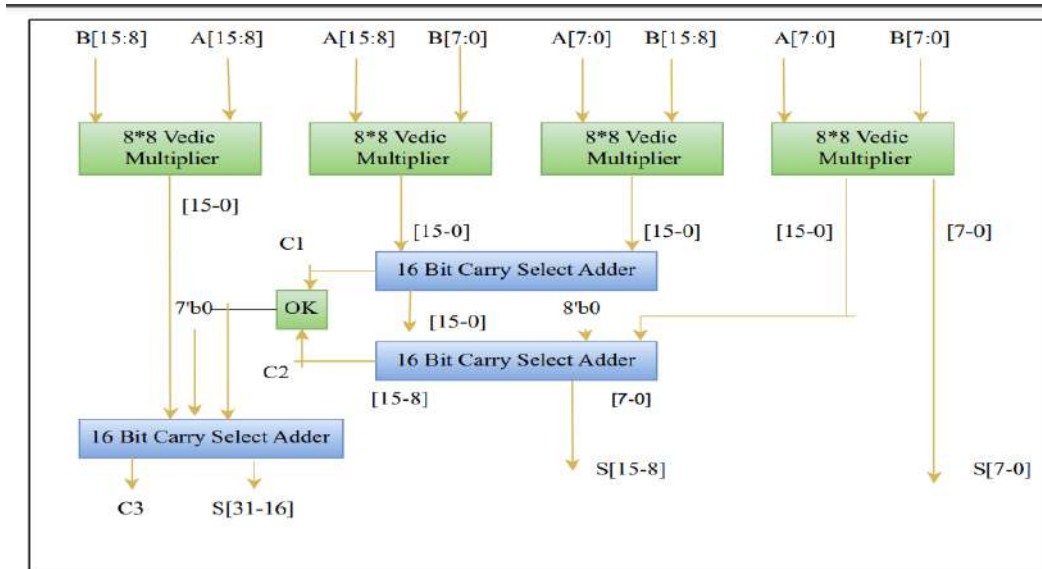 B[15:8] A[15:8] A[15:8] B[7:0] A[7:0] B[15:8] A[7:0] B[7:0]
8*8 Vedic Multiplier
8*8 Vedic Multiplier
8*8 Vedic Multiplier
8*8 Vedic Multiplier
[15-0]
[15-0]
[15-0]
[15-0]
[7-0]
C1
16 Bit Carry Select Adder
7'b0
OK
[15-0]
8'b0
16 Bit Carry Select Adder
C2
[15-8]
[7-0]
16 Bit Carry Select Adder
S[15-8]
S[7-0]
C3
S[31-16]